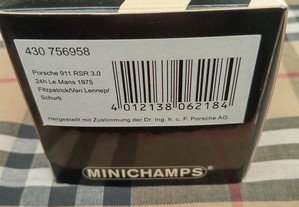 430 756958
Porsche 911 RSR 3.0
24h Le Mans 1975
Fitzpatrick/Van Lennep/
Schurti
4 012138 062184
Hergestellt mit Zustimmung der Dr. Ing. h. c. F. Porsche AG
MINICHAMPS